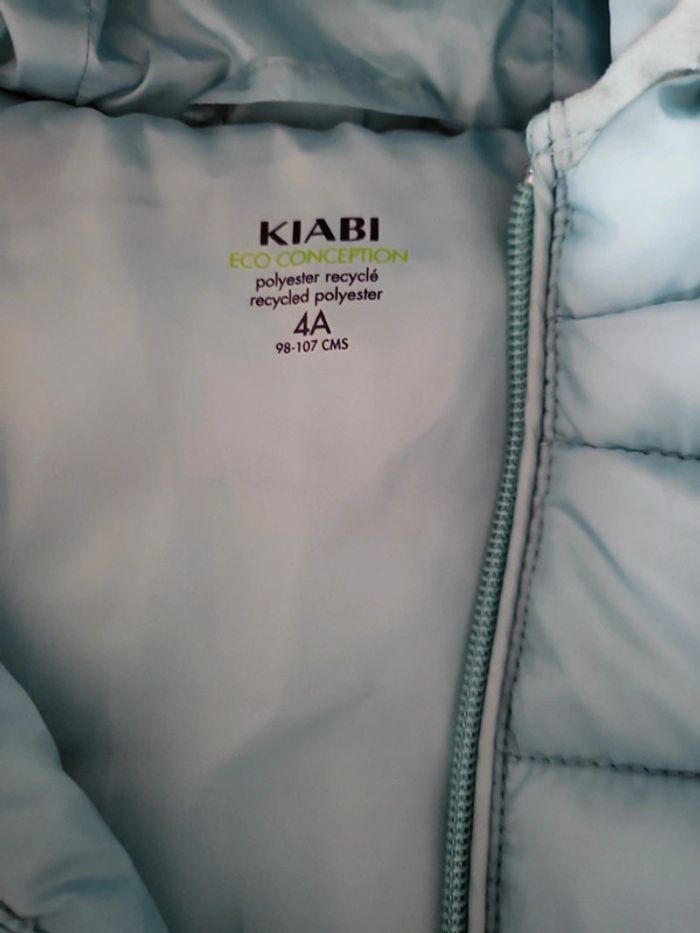 KIABI
ECO CONCEPTION
polyester recyclé
recycled polyester
4A
98-107 CMS